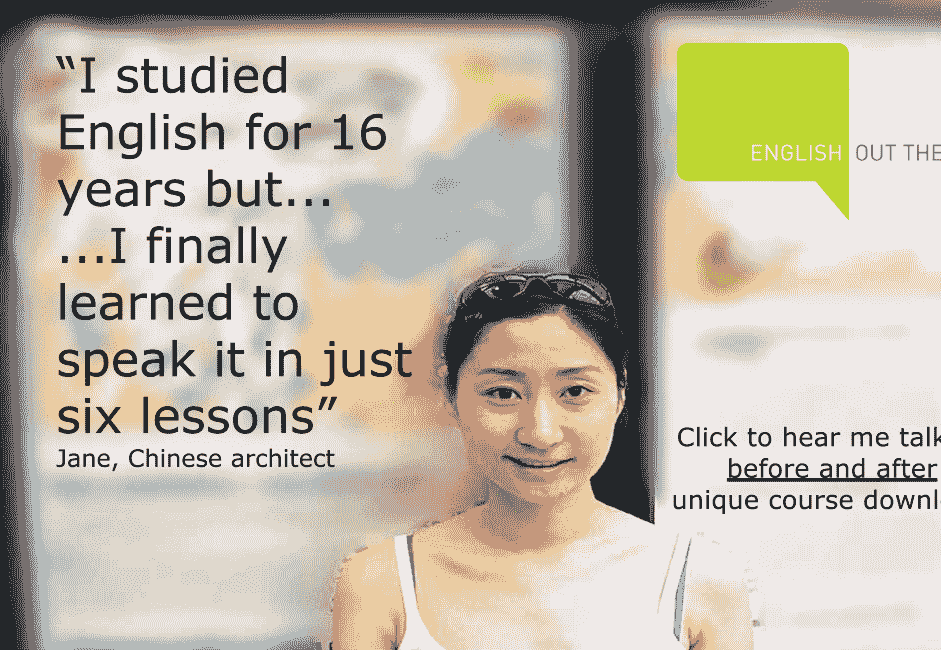 “I studied
English for 16
years but...
...I finally
learned to
speak it in just
six lessons”
Jane, Chinese architect
ENGLISH OUT THE
Click to hear me talk
before and after
unique course downl